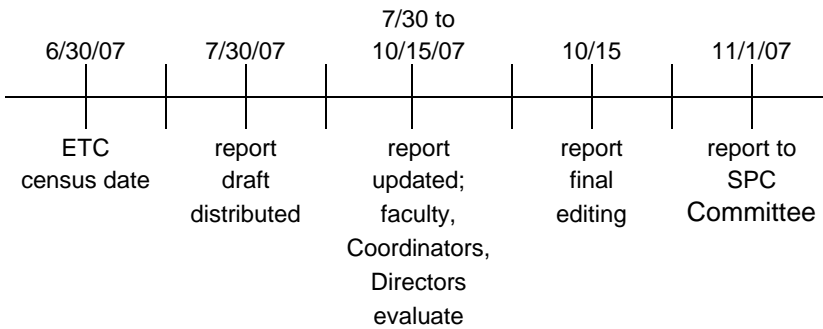 7/30 to
6/30/07 7/30/07 10/15/07 10/15 11/1/07
ETC report report report report to
census date draft updated; final SPC
distributed faculty, editing Committee
Coordinators,
Directors
evaluate